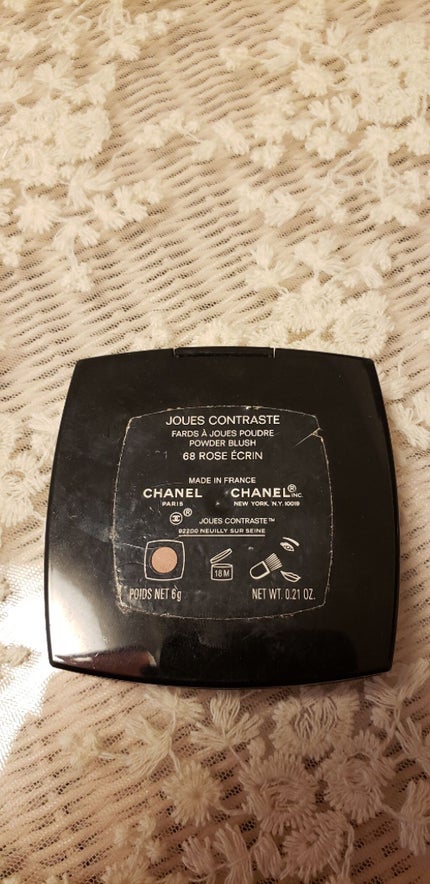 JOUES CONTRASTE
FARDS À JOUES POUDRE
POWDER BLUSH
68 ROSE ÉCRIN
MADE IN FRANCE
CHANEL CHANEL® INC.
PARIS NEW YORK, N.Y. 10019
® JOUES CONTRASTE™
92200 NEUILLY SUR SEINE
18 M
POIDS NET 6g NET WT. 0.21 OZ.